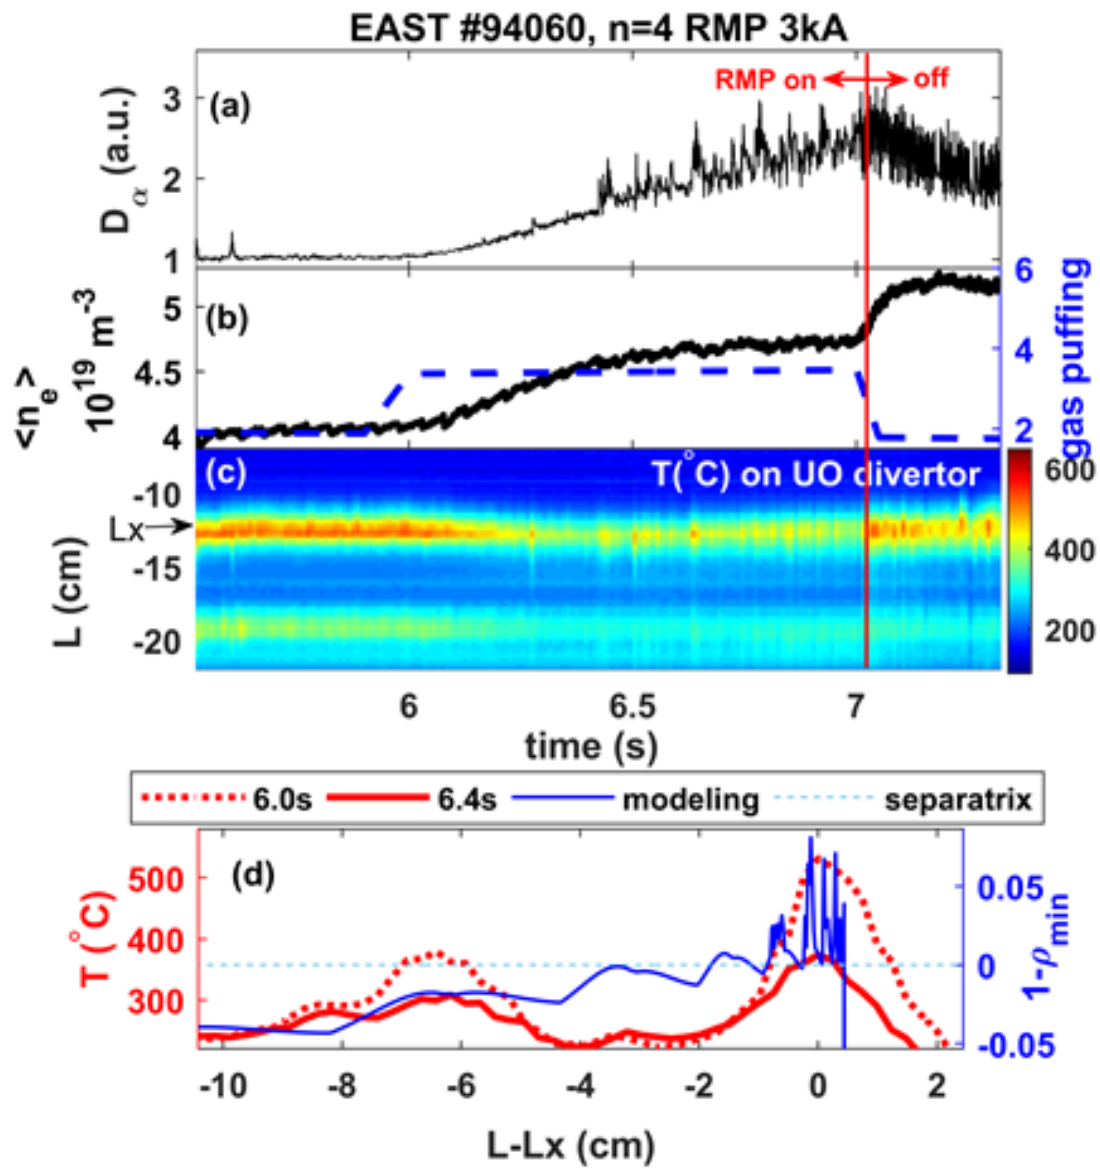 EAST #94060, n=4 RMP 3kA
RMP on off
(a)
D_α (a.u.)
3
2
1
(b)
<n_e>
10^19 m^-3
5
4.5
4
6
4
2
gas puffing
(c)
T(°C) on UO divertor
Lx
L (cm)
-10
-15
-20
600
400
200
6 6.5 7
time (s)
6.0s 6.4s modeling separatrix
(d)
T (°C)
500
400
300
0.05
0
-0.05
1-ρ_min
-10 -8 -6 -4 -2 0 2
L-Lx (cm)